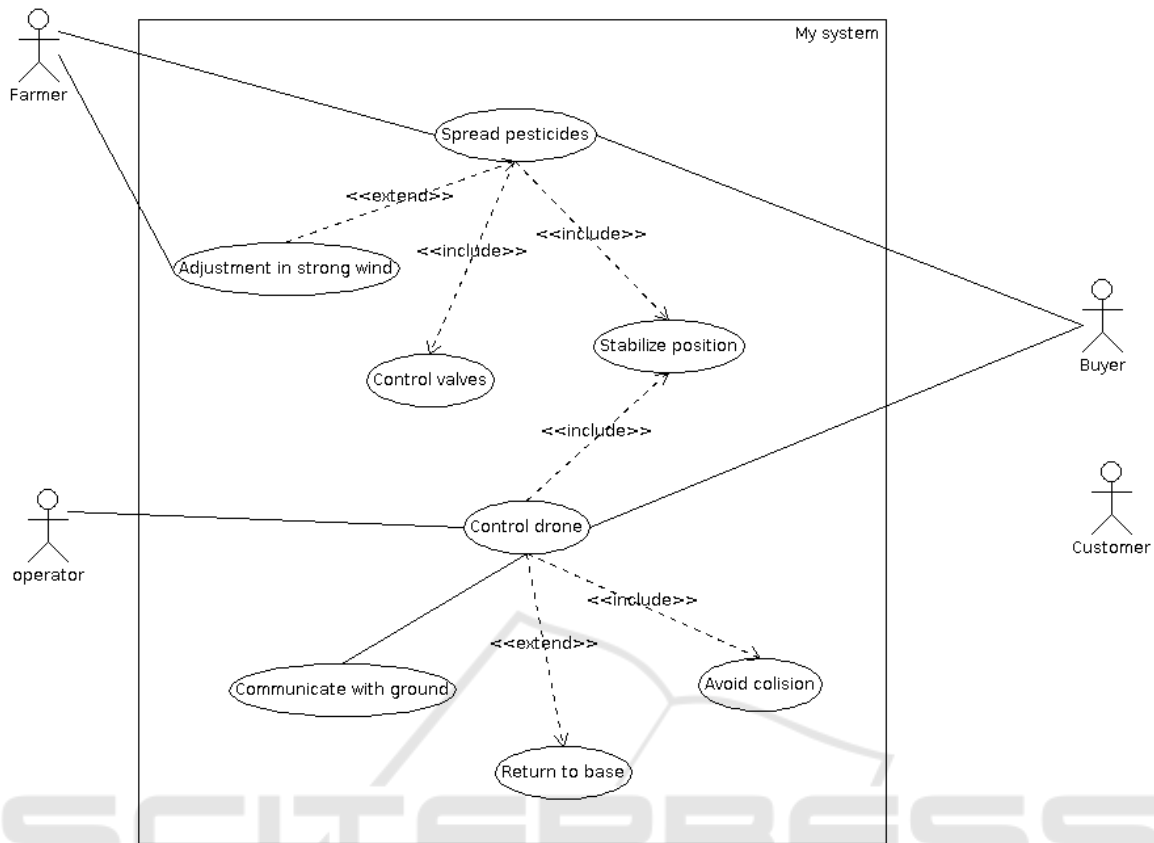 My system
Farmer
Spread pesticides
<<extend>>
<<include>>
<<include>>
Adjustment in strong wind
Stabilize position
Buyer
Control valves
<<include>>
Control drone
Customer
operator
<<include>>
<<extend>>
Communicate with ground
Avoid colision
Return to base
SCITEPRESS